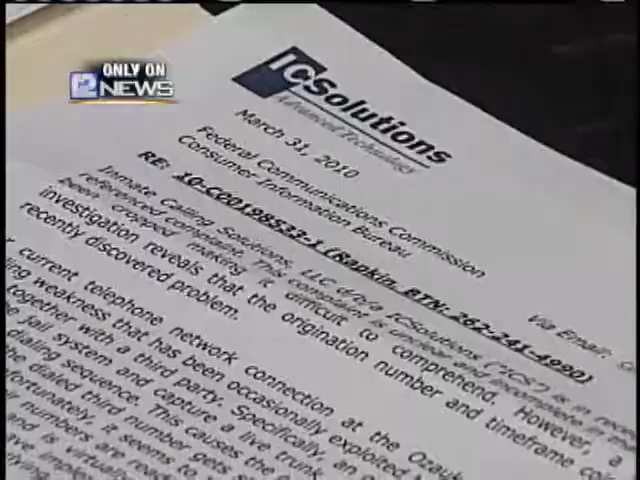 ONLY ON
12 NEWS
ICSolutions
Advanced Technology
March 31, 2010
Federal Communications Commission
Consumer Information Bureau
Via Email:
RE: 10-C00198533-1 (Rapkin, BTN: 262-241-4990)
Inmate Calling Solutions, LLC d/b/a ICSolutions ("ICS") is in
referenced complaint. This complaint is unclear and incomplete
been "cropped" making it difficult to comprehend. However, a
investigation reveals that the origination number and timeframe
recently discovered problem.
current telephone network connection at the
weakness that has been occasionally exploited
together with a third party. Specifically, an
jail system and capture a live trunk
dialing sequence. This causes the
dialed third number gets
it seems to
numbers are
and is